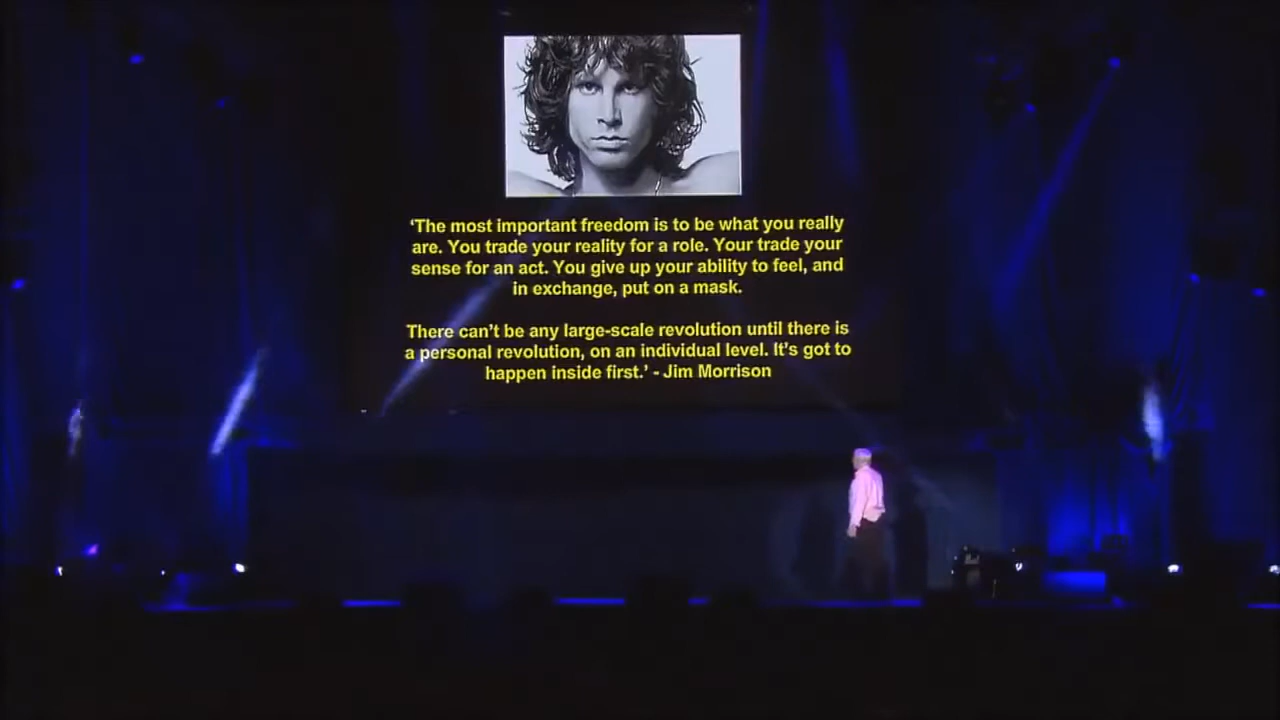 ‘The most important freedom is to be what you really
are. You trade your reality for a role. Your trade your
sense for an act. You give up your ability to feel, and
in exchange, put on a mask.
There can’t be any large-scale revolution until there is
a personal revolution, on an individual level. It’s got to
happen inside first.’ - Jim Morrison